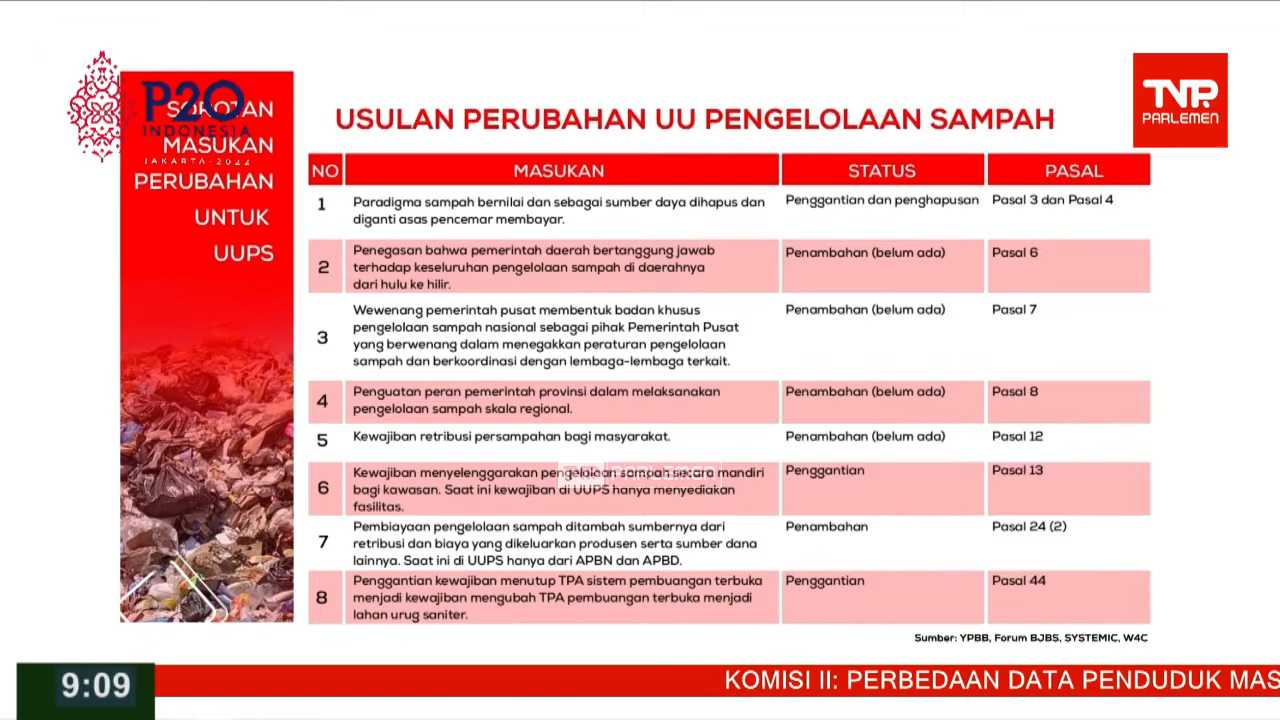 P20
INDONESIA
JAKARTA-2022
SOROTAN
MASUKAN
PERUBAHAN
UNTUK
UUPS
USULAN PERUBAHAN UU PENGELOLAAN SAMPAH
TVP.
PARLEMEN
NO MASUKAN STATUS PASAL
1 Paradigma sampah bernilai dan sebagai sumber daya dihapus dan Penggantian dan penghapusan Pasal 3 dan Pasal 4
diganti asas pencemar membayar.
Penegasan bahwa pemerintah daerah bertanggung jawab Penambahan (belum ada) Pasal 6
2 terhadap keseluruhan pengelolaan sampah di daerahnya
dari hulu ke hilir.
Wewenang pemerintah pusat membentuk badan khusus Penambahan (belum ada) Pasal 7
pengelolaan sampah nasional sebagai pihak Pemerintah Pusat
3 yang berwenang dalam menegakkan peraturan pengelolaan
sampah dan berkoordinasi dengan lembaga-lembaga terkait.
4 Penguatan peran pemerintah provinsi dalam melaksanakan Penambahan (belum ada) Pasal 8
pengelolaan sampah skala regional.
5 Kewajiban retribusi persampahan bagi masyarakat. Penambahan (belum ada) Pasal 12
Kewajiban menyelenggarakan pengelolaan sampah secara mandiri Penggantian Pasal 13
6 bagi kawasan. Saat ini kewajiban di UUPS hanya menyediakan
fasilitas.
Pembiayaan pengelolaan sampah ditambah sumbernya dari Penambahan Pasal 24 (2)
7 retribusi dan biaya yang dikeluarkan produsen serta sumber dana
lainnya. Saat ini di UUPS hanya dari APBN dan APBD.
Penggantian kewajiban menutup TPA sistem pembuangan terbuka Penggantian Pasal 44
8 menjadi kewajiban mengubah TPA pembuangan terbuka menjadi
lahan urug saniter.
PARLEMEN
Sumber: YPBB, Forum BJBS, SYSTEMIC, W4C
9:09
KOMISI II: PERBEDAAN DATA PENDUDUK MAS